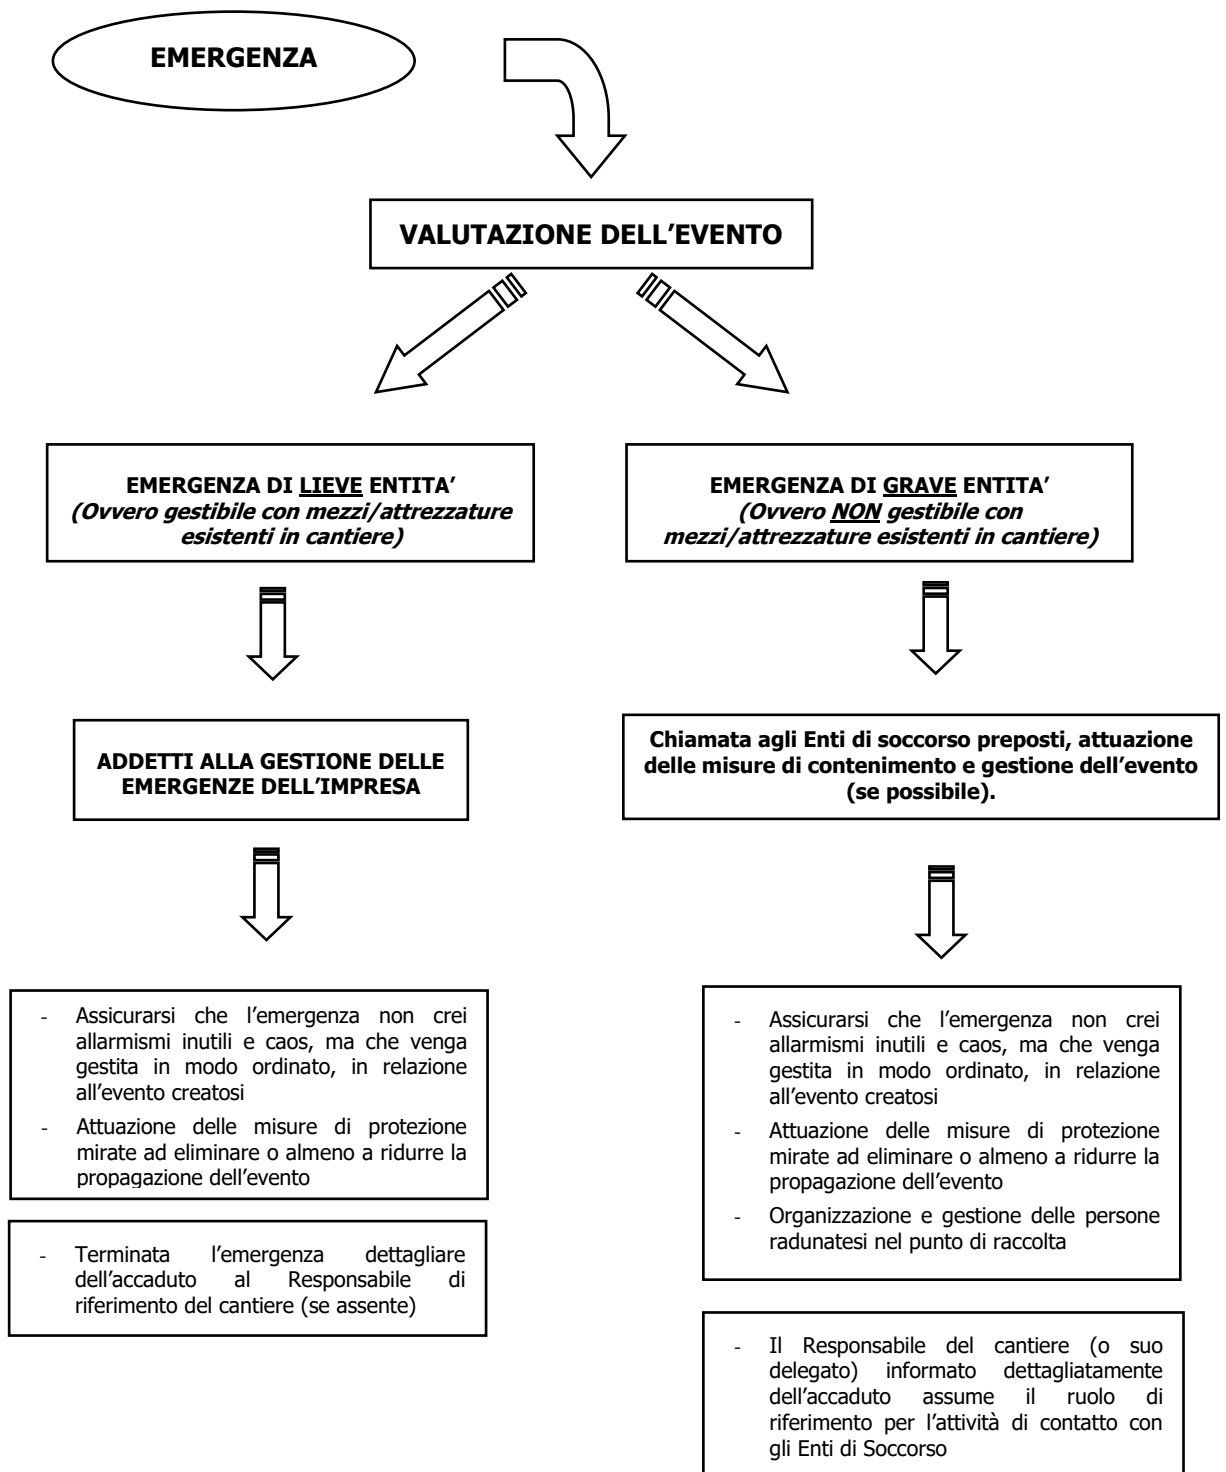 EMERGENZA
VALUTAZIONE DELL'EVENTO
EMERGENZA DI LIEVE ENTITA'
(Ovvero gestibile con mezzi/attrezzature
esistenti in cantiere)
EMERGENZA DI GRAVE ENTITA'
(Ovvero NON gestibile con
mezzi/attrezzature esistenti in cantiere)
ADDETTI ALLA GESTIONE DELLE
EMERGENZE DELL'IMPRESA
Chiamata agli Enti di soccorso preposti, attuazione
delle misure di contenimento e gestione dell'evento
(se possibile).
- Assicurarsi che l'emergenza non crei
allarmismi inutili e caos, ma che venga
gestita in modo ordinato, in relazione
all'evento creatosi
- Attuazione delle misure di protezione
mirate ad eliminare o almeno a ridurre la
propagazione dell'evento
- Terminata l'emergenza dettagliare
dell'accaduto al Responsabile di
riferimento del cantiere (se assente)
- Assicurarsi che l'emergenza non crei
allarmismi inutili e caos, ma che venga
gestita in modo ordinato, in relazione
all'evento creatosi
- Attuazione delle misure di protezione
mirate ad eliminare o almeno a ridurre la
propagazione dell'evento
- Organizzazione e gestione delle persone
radunatesi nel punto di raccolta
- Il Responsabile del cantiere (o suo
delegato) informato dettagliatamente
dell'accaduto assume il ruolo di
riferimento per l'attività di contatto con
gli Enti di Soccorso